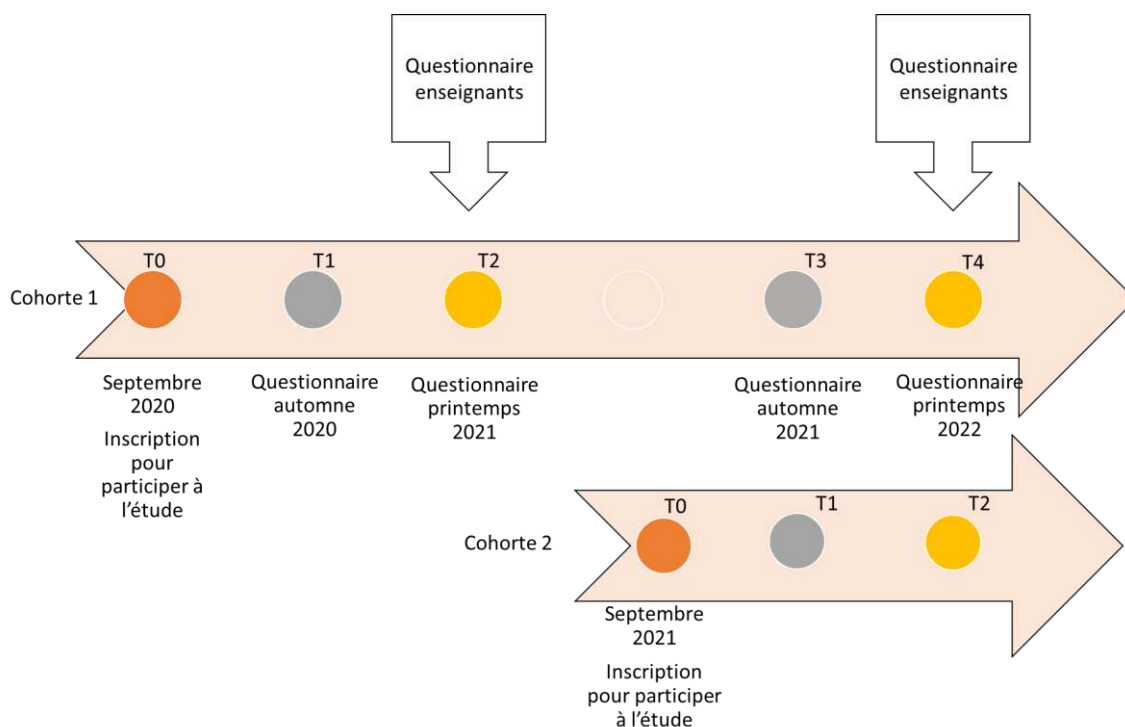 Questionnaire
enseignants
Questionnaire
enseignants
T0
T1
T2
T3
T4
Cohorte 1
Septembre
2020
Inscription
pour
participer à
l'étude
Questionnaire
automne
2020
Questionnaire
printemps
2021
Questionnaire
automne
2021
Questionnaire
printemps
2022
T0
T1
T2
Cohorte 2
Septembre
2021
Inscription
pour participer
à l'étude